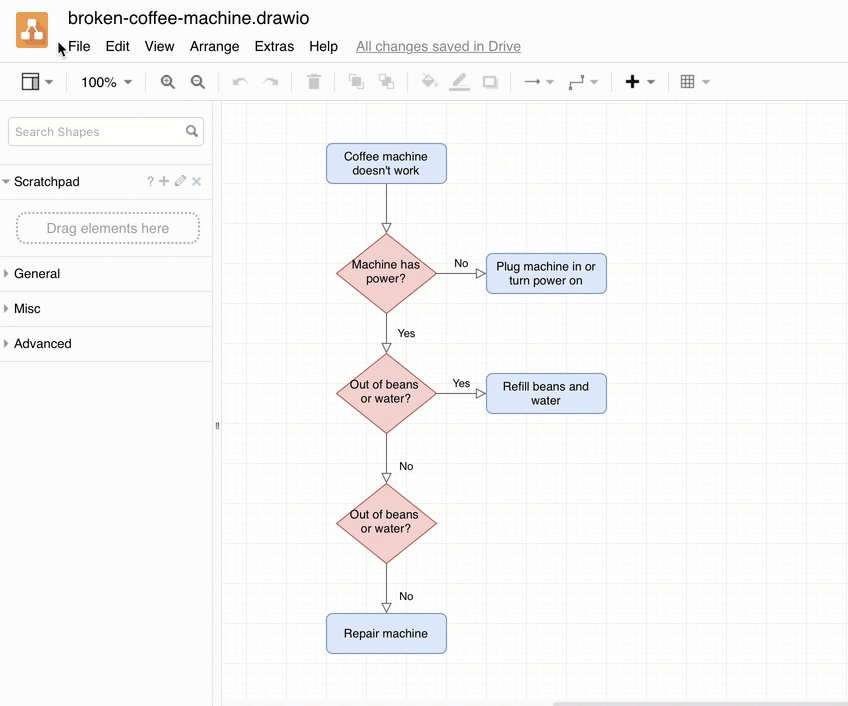 broken-coffee-machine.drawio
File Edit View Arrange Extras Help All changes saved in Drive
100%
Search Shapes
Scratchpad ?
Drag elements here
General
Misc
Advanced
Coffee machine
doesn't work
Machine has
power?
No
Plug machine in or
turn power on
Yes
Out of beans
or water?
Yes
Refill beans and
water
No
Out of beans
or water?
No
Repair machine